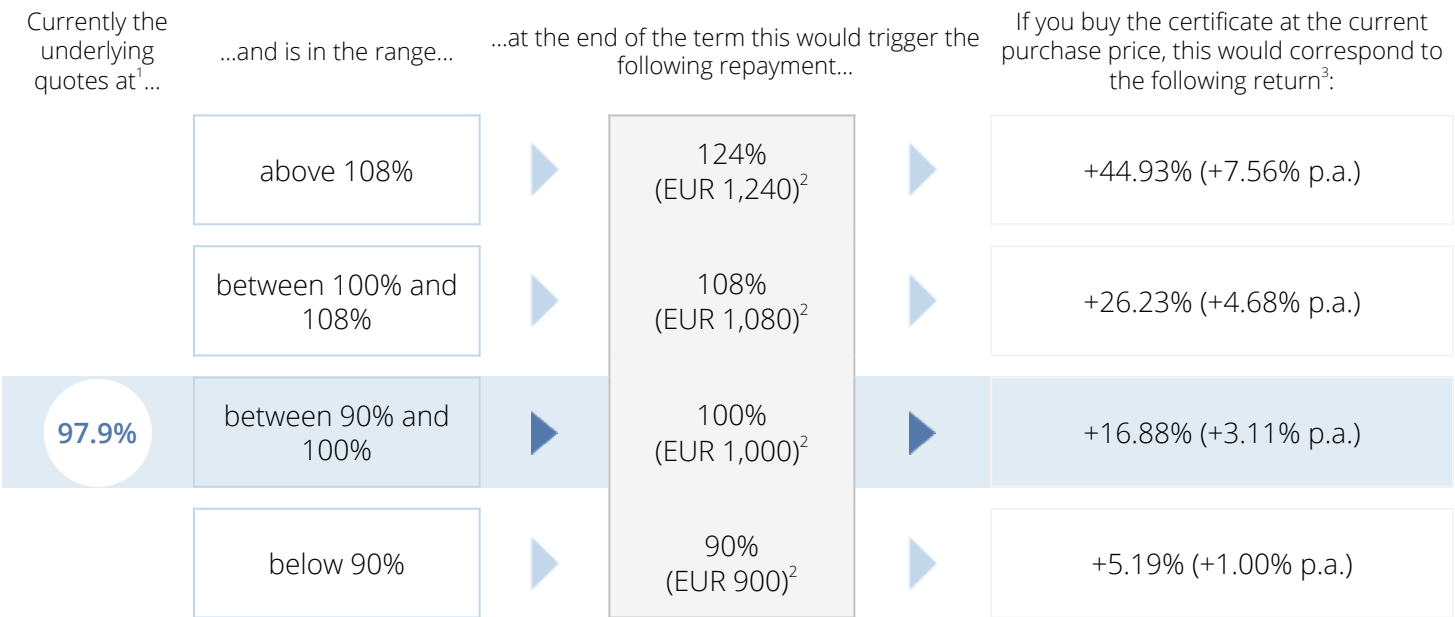 Currently the
underlying
quotes at¹...
...and is in the range...
...at the end of the term this would trigger the
following repayment...
If you buy the certificate at the current
purchase price, this would correspond to
the following return³:
above 108%
124%
(EUR 1,240)²
+44.93% (+7.56% p.a.)
between 100% and
108%
108%
(EUR 1,080)²
+26.23% (+4.68% p.a.)
97.9%
between 90% and
100%
100%
(EUR 1,000)²
+16.88% (+3.11% p.a.)
below 90%
90%
(EUR 900)²
+5.19% (+1.00% p.a.)